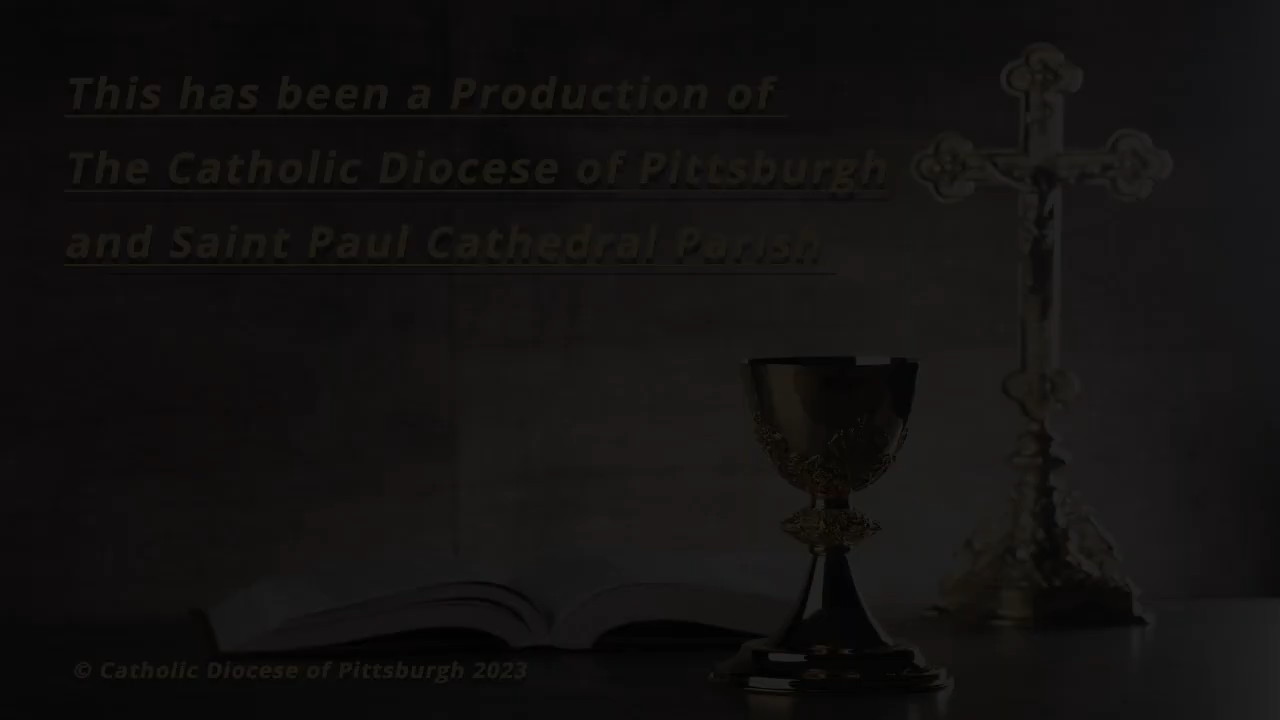 This has been a Production of
The Catholic Diocese of Pittsburgh
and Saint Paul Cathedral Parish
© Catholic Diocese of Pittsburgh 2023